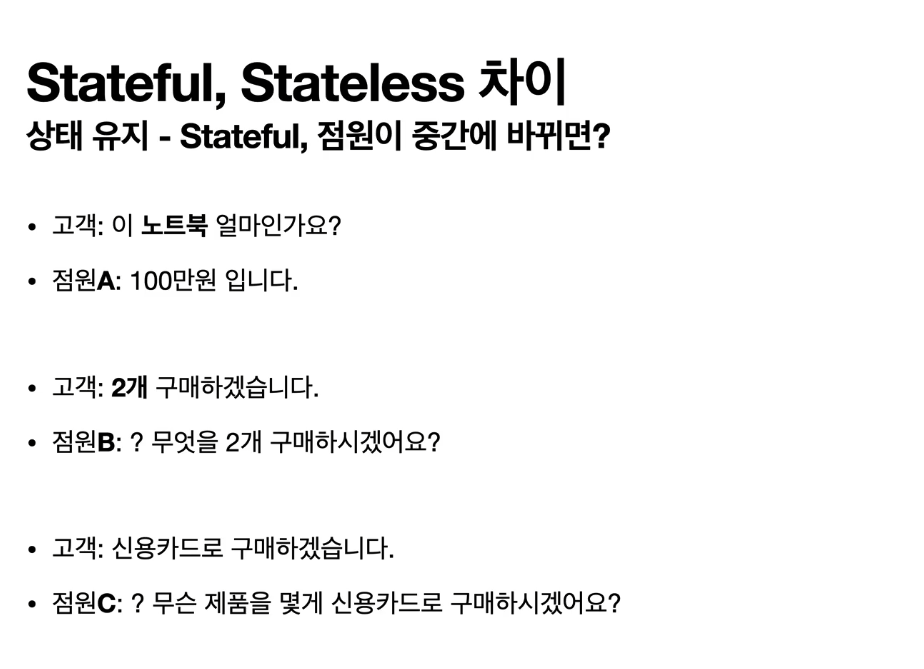 Stateful, Stateless 차이
상태 유지 - Stateful, 점원이 중간에 바뀌면?
• 고객: 이 노트북 얼마인가요?
• 점원A: 100만원 입니다.
• 고객: 2개 구매하겠습니다.
• 점원B: ? 무엇을 2개 구매하시겠어요?
• 고객: 신용카드로 구매하겠습니다.
• 점원C: ? 무슨 제품을 몇개 신용카드로 구매하시겠어요?